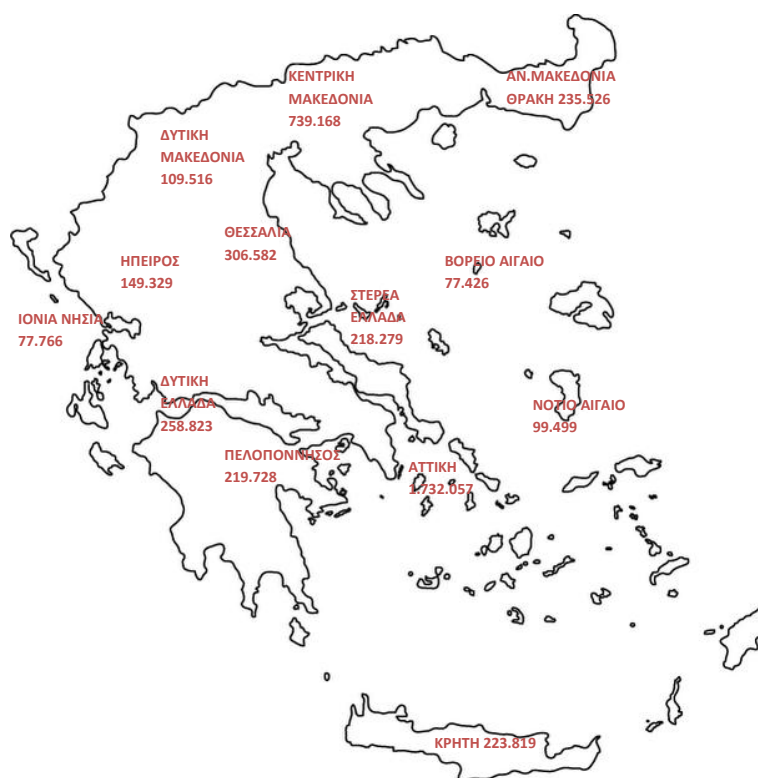 ΚΕΝΤΡΙΚΗ
ΜΑΚΕΔΟΝΙΑ
739.168
ΑΝ.ΜΑΚΕΔΟΝΙΑ
ΘΡΑΚΗ 235.526
ΔΥΤΙΚΗ
ΜΑΚΕΔΟΝΙΑ
109.516
ΘΕΣΣΑΛΙΑ
306.582
ΗΠΕΙΡΟΣ
149.329
ΒΟΡΕΙΟ ΑΙΓΑΙΟ
77.426
ΣΤΕΡΕΑ
ΕΛΛΑΔΑ
218.279
ΙΟΝΙΑ ΝΗΣΙΑ
77.766
ΔΥΤΙΚΗ
ΕΛΛΑΔΑ
258.823
ΝΟΤΙΟ ΑΙΓΑΙΟ
99.499
ΠΕΛΟΠΟΝΝΗΣΟΣ
219.728
ΑΤΤΙΚΗ
1.732.057
ΚΡΗΤΗ 223.819